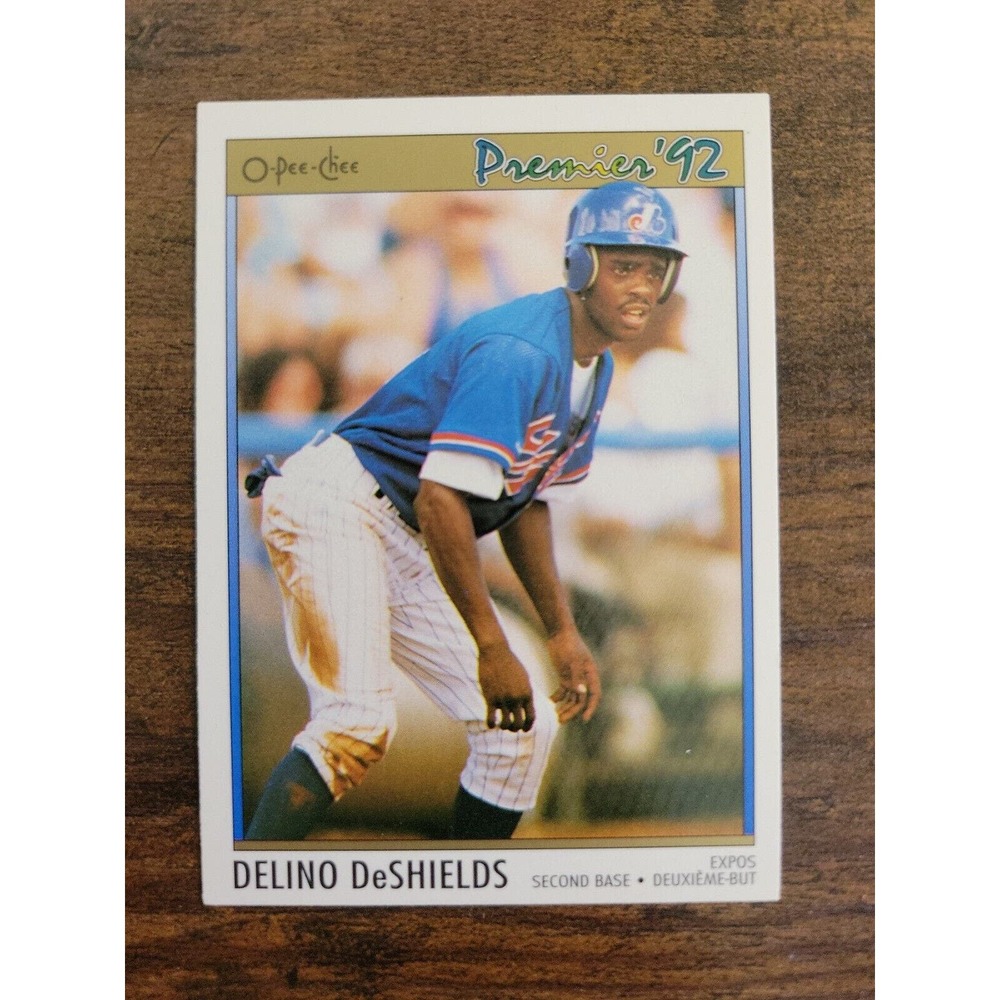 O-Pee-Chee
Premier '92
DELINO DeSHIELDS
EXPOS
SECOND BASE • DEUXIÈME-BUT